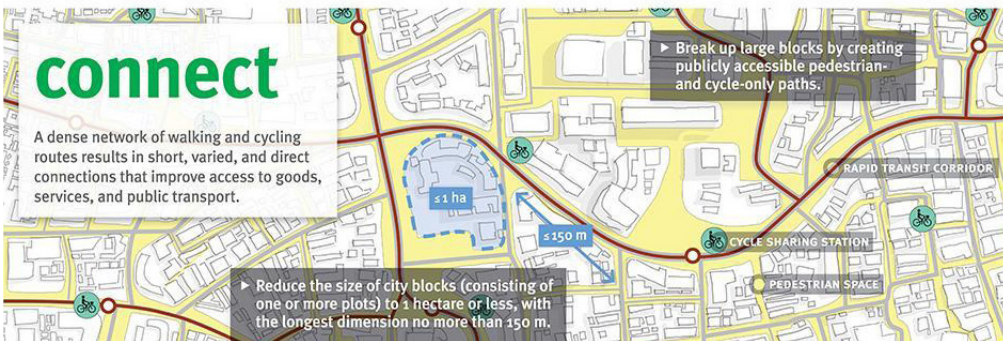 connect
A dense network of walking and cycling
routes results in short, varied, and direct
connections that improve access to goods,
services, and public transport.
▸ Break up large blocks by creating
publicly accessible pedestrian-
and cycle-only paths.
RAPID TRANSIT CORRIDOR
≤1 ha
≤150 m
CYCLE SHARING STATION
PEDESTRIAN SPACE
▸ Reduce the size of city blocks (consisting of
one or more plots) to 1 hectare or less, with
the longest dimension no more than 150 m.